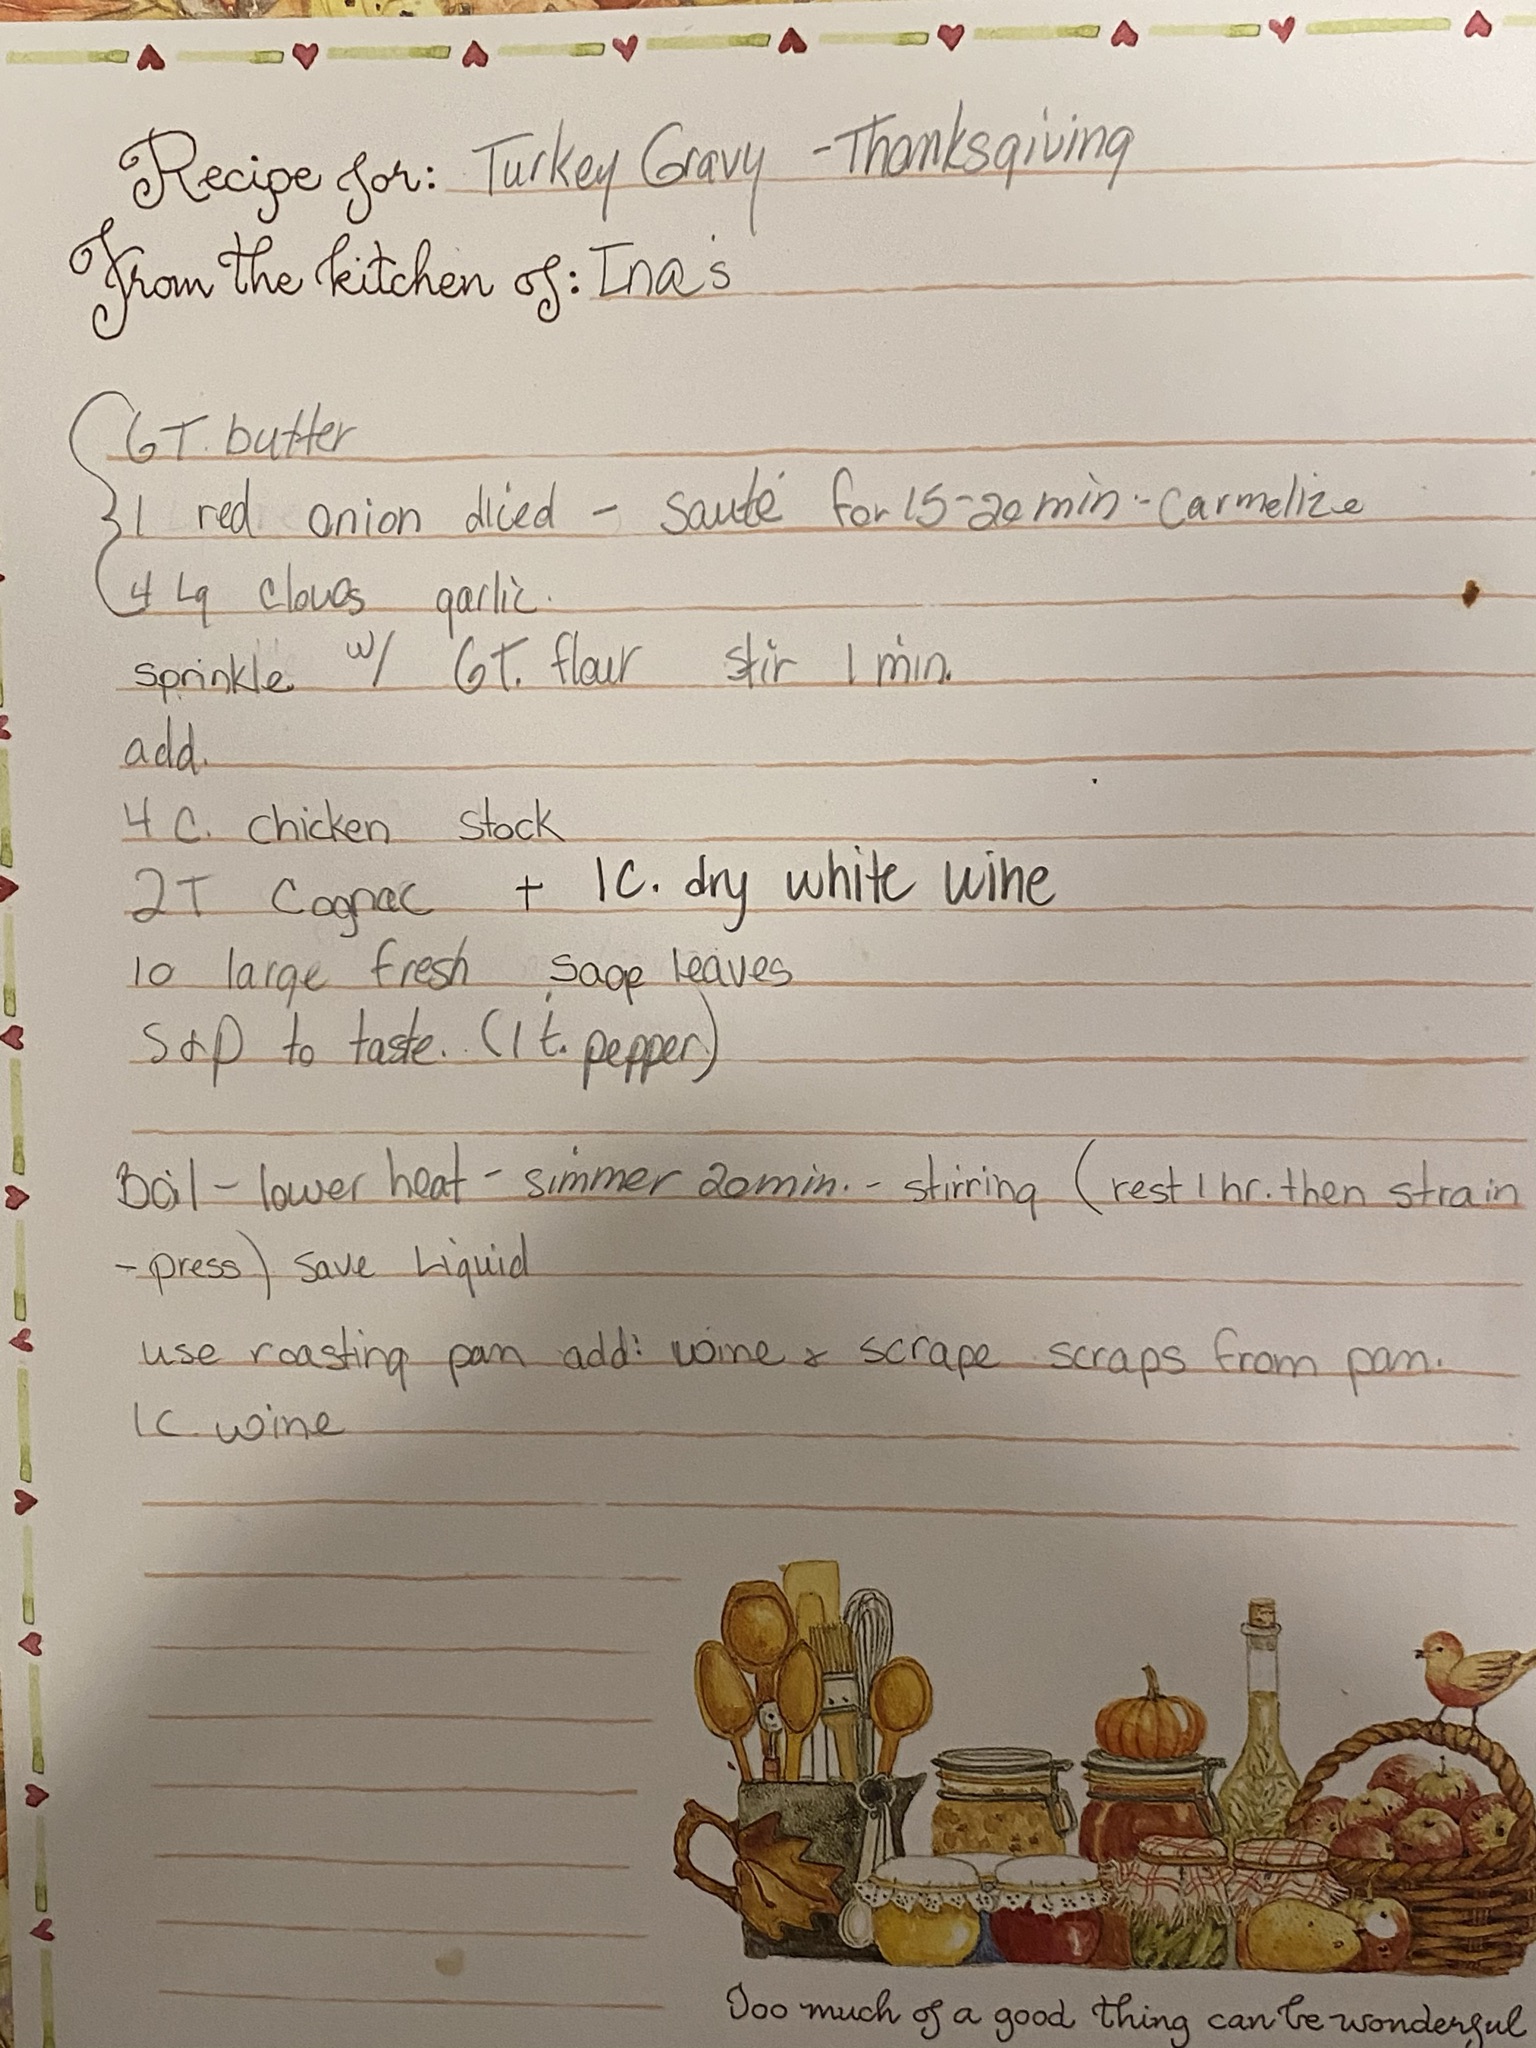 Recipe for: Turkey Gravy - Thanksgiving
From the kitchen of: Ina's
6T. butter
1 red onion diced - sauté for 15-20 min - Carmelize
4 Lg cloves garlic.
sprinkle w/ 6T. flour stir 1 min.
add.
4 C. chicken stock
2T Cognac + 1C. dry white wine
10 large fresh sage leaves
S & P to taste. (1 t. pepper)
Boil - lower heat - simmer 20 min. - stirring (rest 1 hr. then strain
- press) save Liquid
use roasting pan add: wine & scrape scraps from pan.
1C. wine
Too much of a good thing can be wonderful